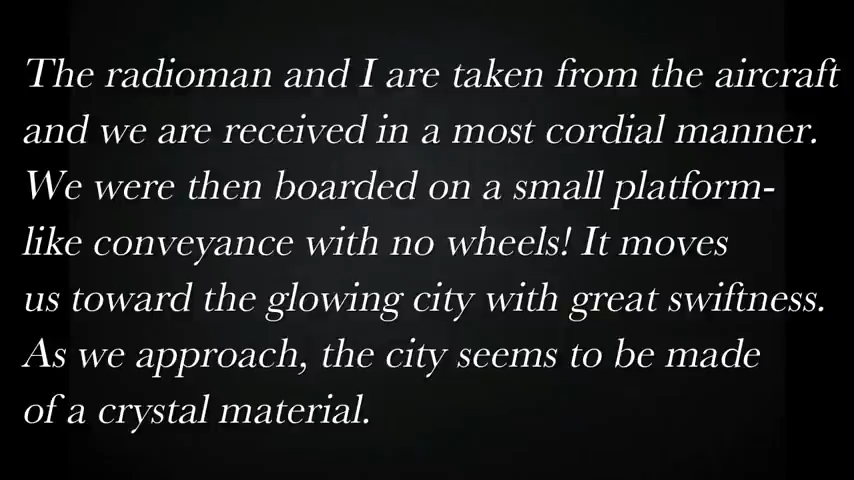 The radioman and I are taken from the aircraft
and we are received in a most cordial manner.
We were then boarded on a small platform-
like conveyance with no wheels! It moves
us toward the glowing city with great swiftness.
As we approach, the city seems to be made
of a crystal material.